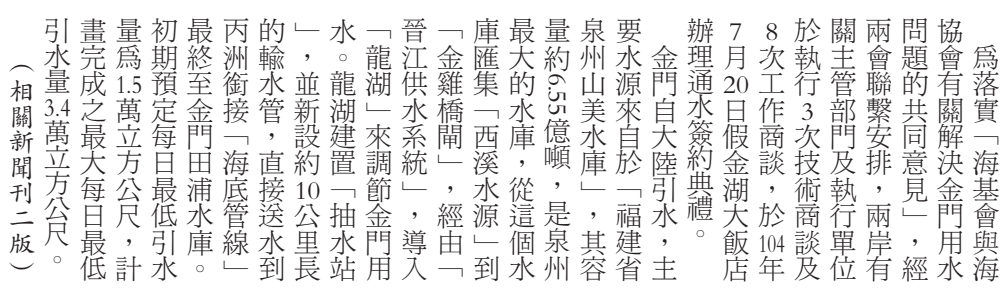 為落實「海基會與海
協會有關解決金門用水
問題的共同意見」，經
兩會聯繫安排，兩岸有
關主管部門及執行單位
於執行3次技術商談及
8次工作商談，於104年
7月20日假金湖大飯店
辦理通水簽約典禮。
金門自大陸引水，主
要水源來自於「福建省
泉州山美水庫」，其容
量約6.55億噸，是泉州
最大的水庫，從這個水
庫匯集「西溪水源」到
「金雞橋閘」，經由「
晉江供水系統」，導入
「龍湖」來調節金門用
水。龍湖建置「抽水站
」，並新設約10公里長
的輸水管，直接送水到
丙洲銜接「海底管線」
最終至金門田浦水庫。
初期預定每日最低引水
量為1.5萬立方公尺，計
畫完成之最大每日最低
引水量3.4萬立方公尺。
（相關新聞刊二版）